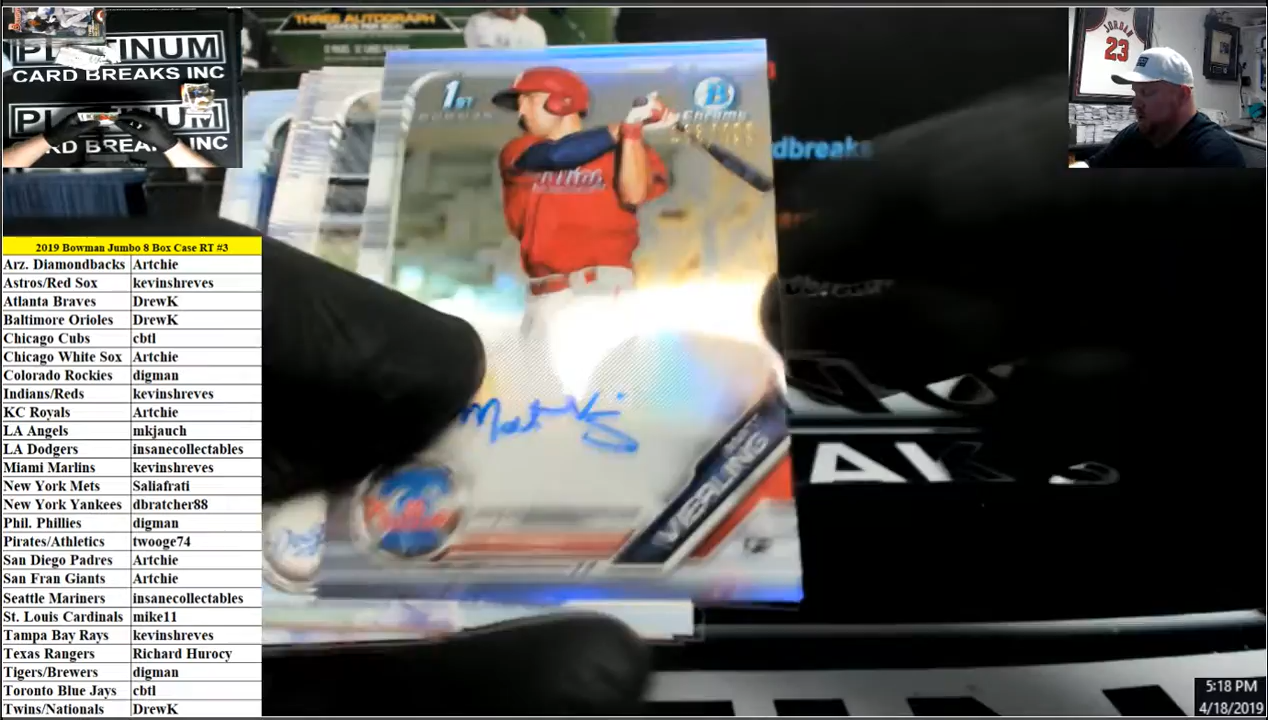 THREE AUTOGRAPH
PLATINUM
CARD BREAKS INC
PLATINUM
RD BREA INC
JORDAN
23
1ST
BOWMAN
B
Chrome
dbreaks
2019 Bowman Jumbo 8 Box Case RT #3
Arz. Diamondbacks Artchie
Astros/Red Sox kevinshreves
Atlanta Braves DrewK
Baltimore Orioles DrewK
Chicago Cubs cbtl
Chicago White Sox Artchie
Colorado Rockies digman
Indians/Reds kevinshreves
KC Royals Artchie
LA Angels mkjauch
LA Dodgers insanecollectables
Miami Marlins kevinshreves
New York Mets Saliafrati
New York Yankees dbratcher88
Phil. Phillies digman
Pirates/Athletics twooge74
San Diego Padres Artchie
San Fran Giants Artchie
Seattle Mariners insanecollectables
St. Louis Cardinals mike11
Tampa Bay Rays kevinshreves
Texas Rangers Richard Hurocy
Tigers/Brewers digman
Toronto Blue Jays cbtl
Twins/Nationals DrewK
VIERLING
5:18 PM
4/18/2019